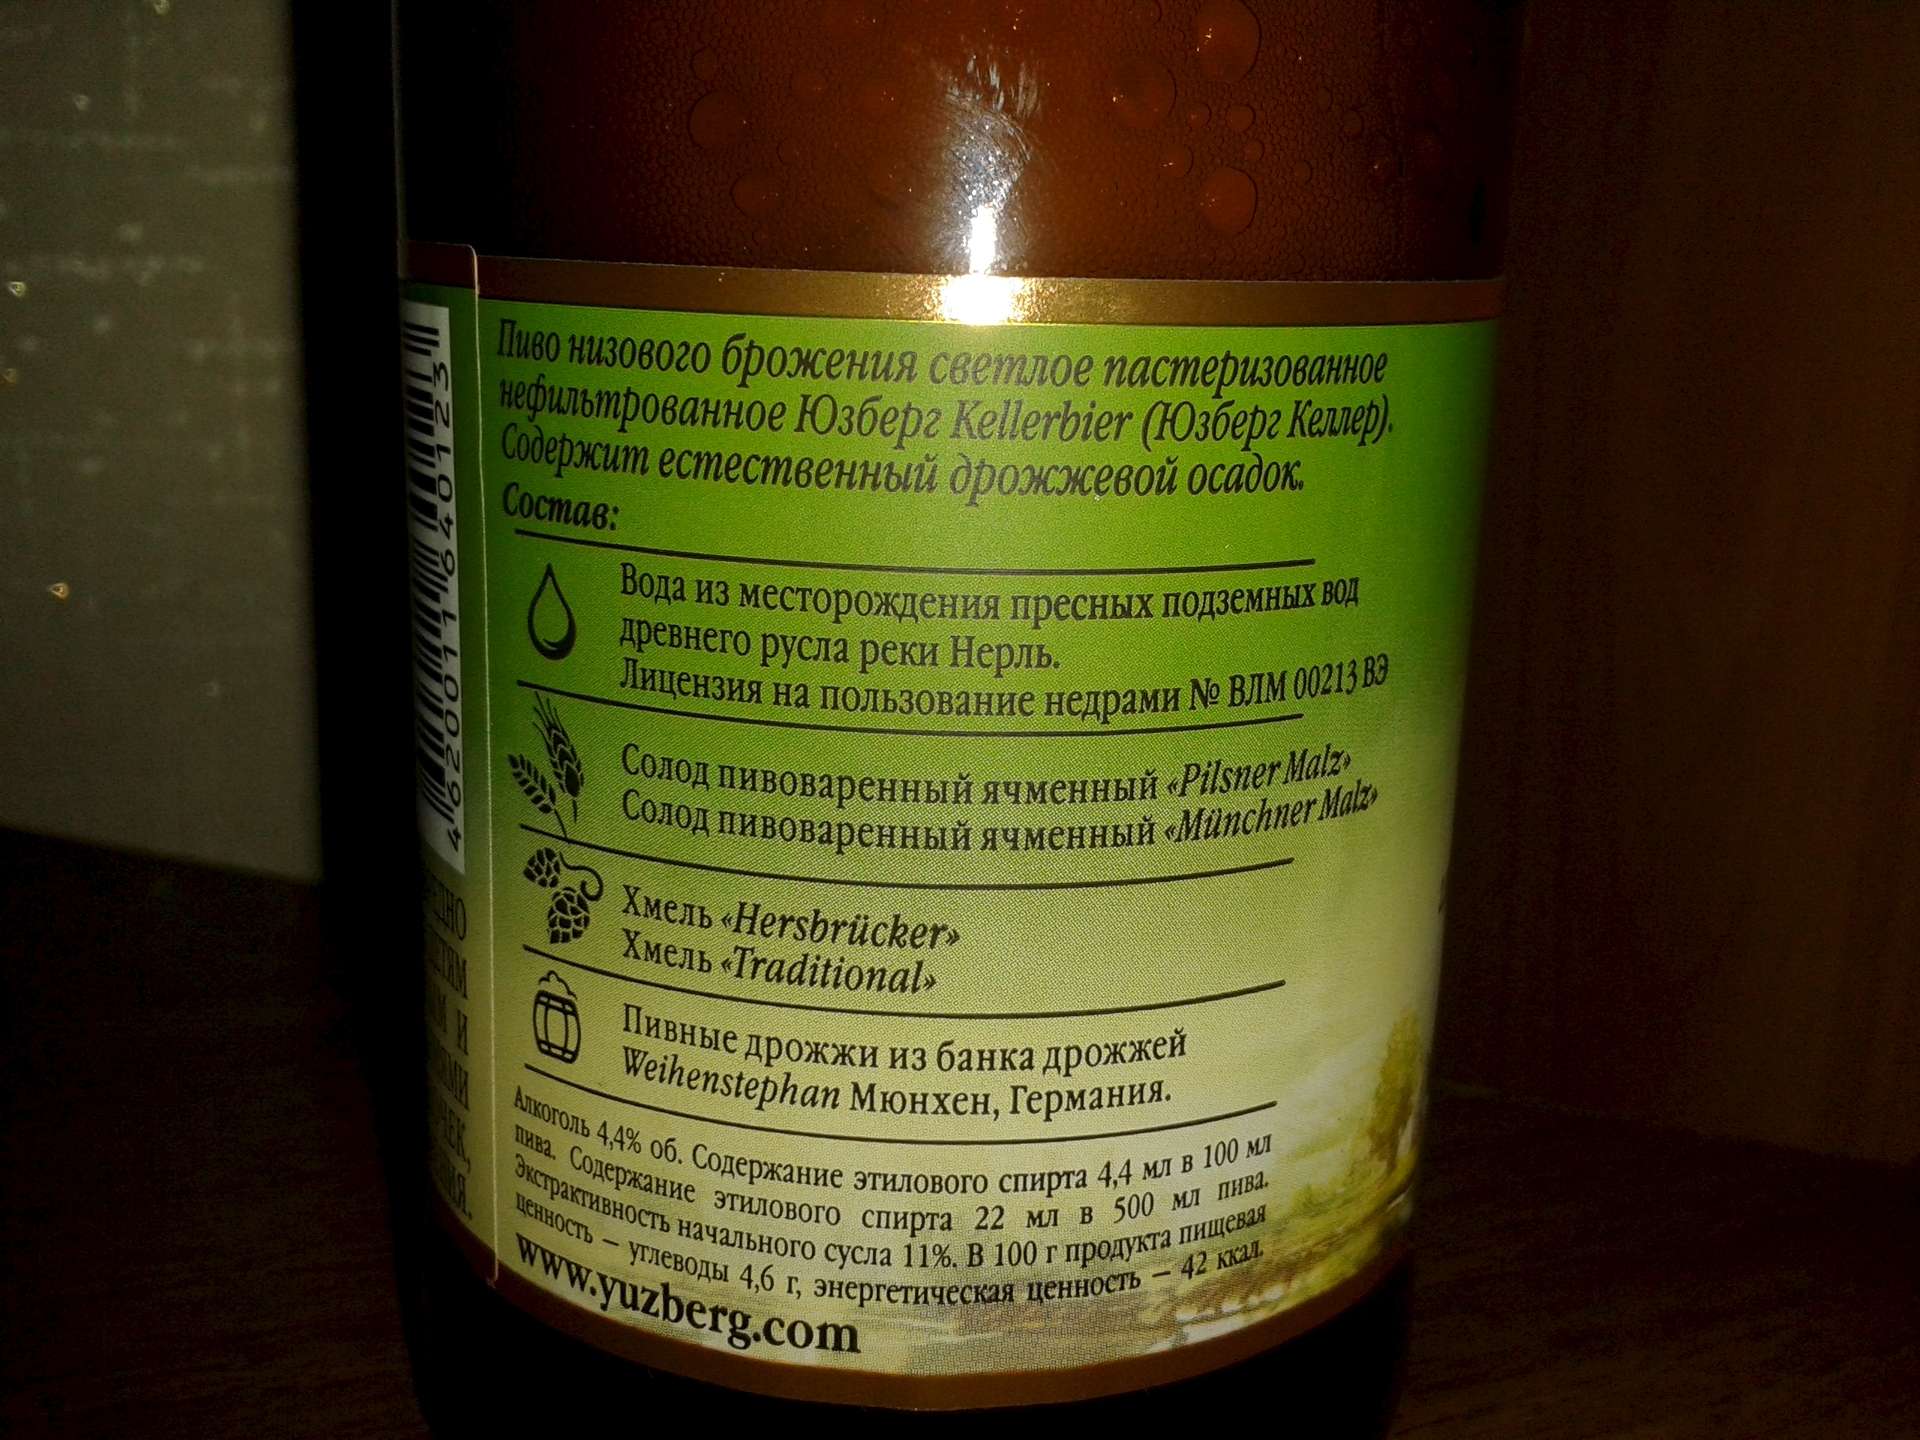 Пиво низового брожения светлое пастеризованное
нефильтрованное Юзберг Kellerbier (Юзберг Келлер).
Содержит естественный дрожжевой осадок.
Состав:
Вода из месторождения пресных подземных вод
древнего русла реки Нерль.
Лицензия на пользование недрами № ВЛМ 00213 ВЭ
Солод пивоваренный ячменный «Pilsner Malz»
Солод пивоваренный ячменный «Münchner Malz»
Хмель «Hersbrücker»
Хмель «Traditional»
Пивные дрожжи из банка дрожжей
Weihenstephan Мюнхен, Германия.
Алкоголь 4,4% об. Содержание этилового спирта 4,4 мл в 100 мл
пива. Содержание этилового спирта 22 мл в 500 мл пива.
Экстрактивность начального сусла 11%. В 100 г продукта пищевая
ценность – углеводы 4,6 г, энергетическая ценность – 42 ккал.
www.yuzberg.com
4620011640123
И